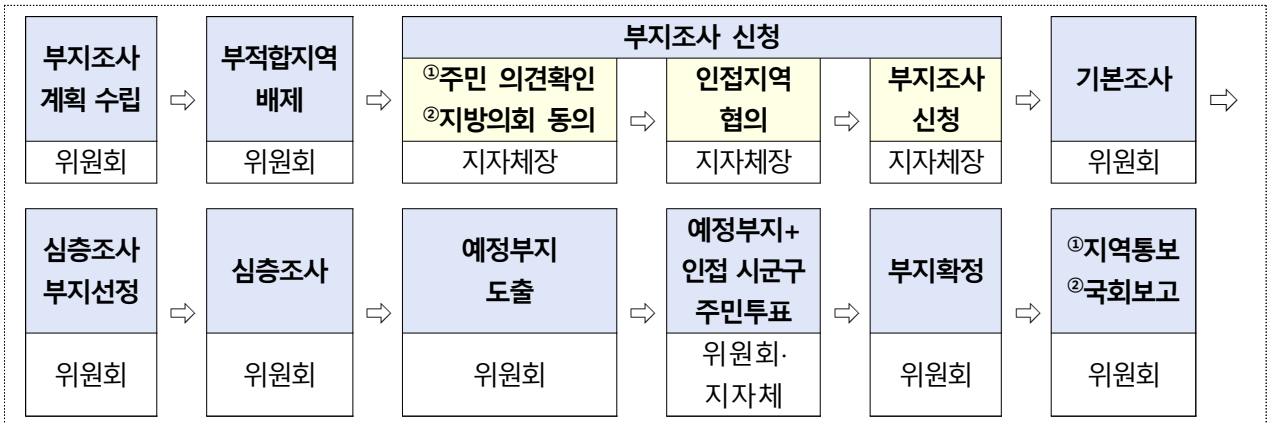 부지조사
계획 수립
위원회
⇨
부적합지역
배제
위원회
⇨
부지조사 신청
①주민 의견확인
②지방의회 동의
지자체장
⇨
인접지역
협의
지자체장
⇨
부지조사
신청
지자체장
⇨
기본조사
위원회
⇨
심층조사
부지선정
위원회
⇨
심층조사
위원회
⇨
예정부지
도출
위원회
⇨
예정부지+
인접 시군구
주민투표
위원회·
지자체
⇨
부지확정
위원회
⇨
①지역통보
②국회보고
위원회